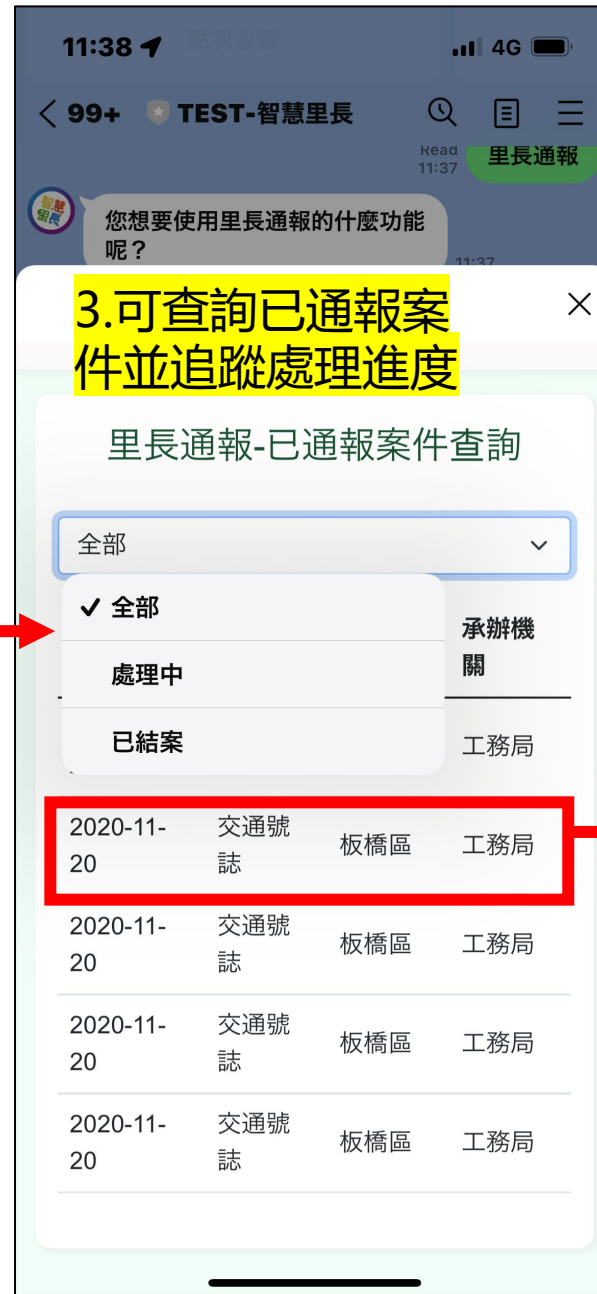 11:38
點我查看
4G
99+ TEST-智慧里長
Read
11:37
里長通報
智慧
里長
您想要使用里長通報的什麼功能
呢？
11:37
3.可查詢已通報案
件並追蹤處理進度
里長通報-已通報案件查詢
全部
✓ 全部
處理中
已結案
承辦機
關
工務局
2020-11-
20
交通號
誌
板橋區
工務局
2020-11-
20
交通號
誌
板橋區
工務局
2020-11-
20
交通號
誌
板橋區
工務局
2020-11-
20
交通號
誌
板橋區
工務局